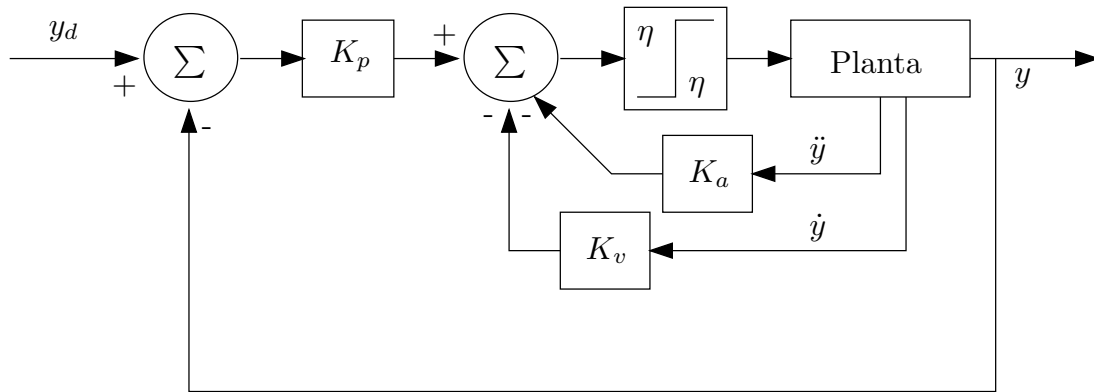 y_d
+
Σ
-
K_p
+
Σ
-
-
η
η
Planta
y
K_a
ÿ
K_v
ẏ